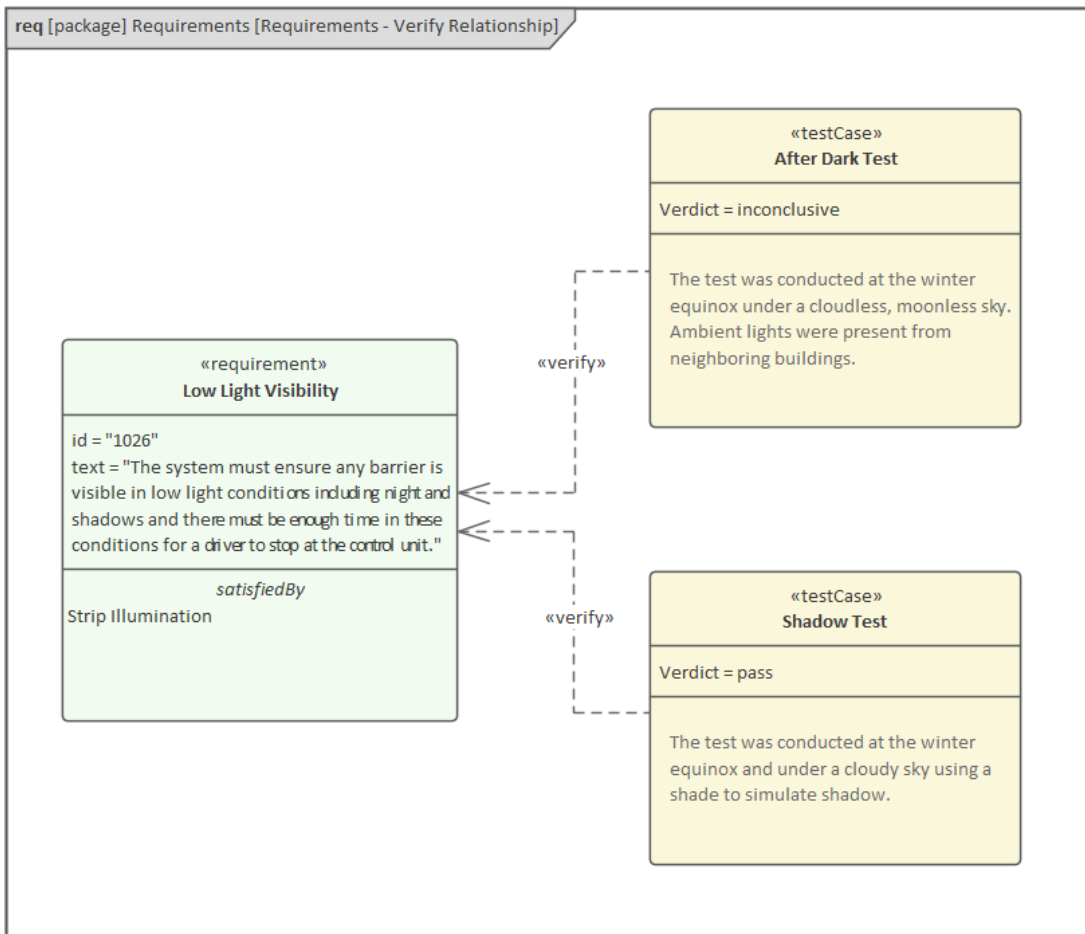 req [package] Requirements [Requirements - Verify Relationship]
«requirement»
Low Light Visibility
id = "1026"
text = "The system must ensure any barrier is
visible in low light conditions including night and
shadows and there must be enough time in these
conditions for a driver to stop at the control unit."
satisfiedBy
Strip Illumination
«verify»
«verify»
«testCase»
After Dark Test
Verdict = inconclusive
The test was conducted at the winter
equinox under a cloudless, moonless sky.
Ambient lights were present from
neighboring buildings.
«testCase»
Shadow Test
Verdict = pass
The test was conducted at the winter
equinox and under a cloudy sky using a
shade to simulate shadow.